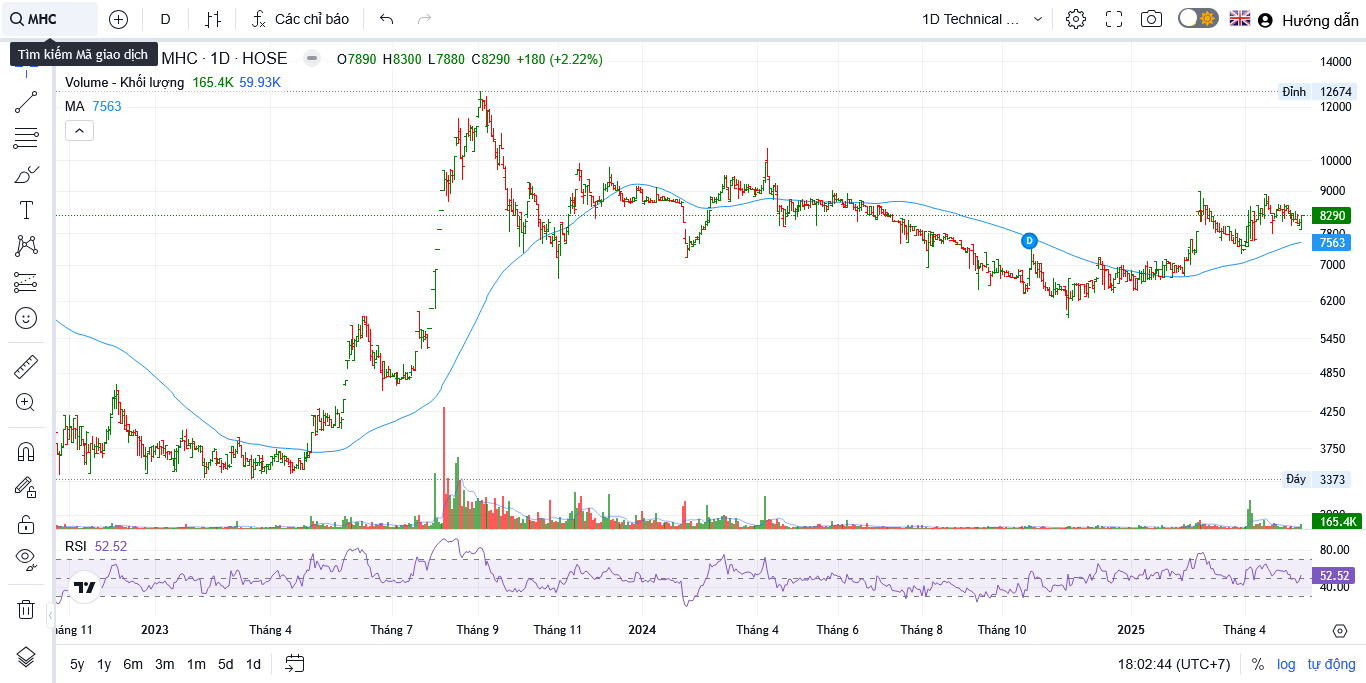 MHC D Các chỉ báo 1D Technical ... Hướng dẫn
Tìm kiếm Mã giao dịch
MHC · 1D · HOSE O7890 H8300 L7880 C8290 +180 (+2.22%)
Volume - Khối lượng 165.4K 59.93K
MA 7563
14000
Đỉnh 12674
12000
10000
9000
8290
7800
7563
7000
6200
5450
4850
4250
3750
Đáy 3373
165.4K
D
RSI 52.52
80.00
52.52
40.00
2023 Tháng 4 Tháng 7 Tháng 9 Tháng 11 2024 Tháng 4 Tháng 6 Tháng 8 Tháng 10 2025 Tháng 4
5y 1y 6m 3m 1m 5d 1d 18:02:44 (UTC+7) % log tự động